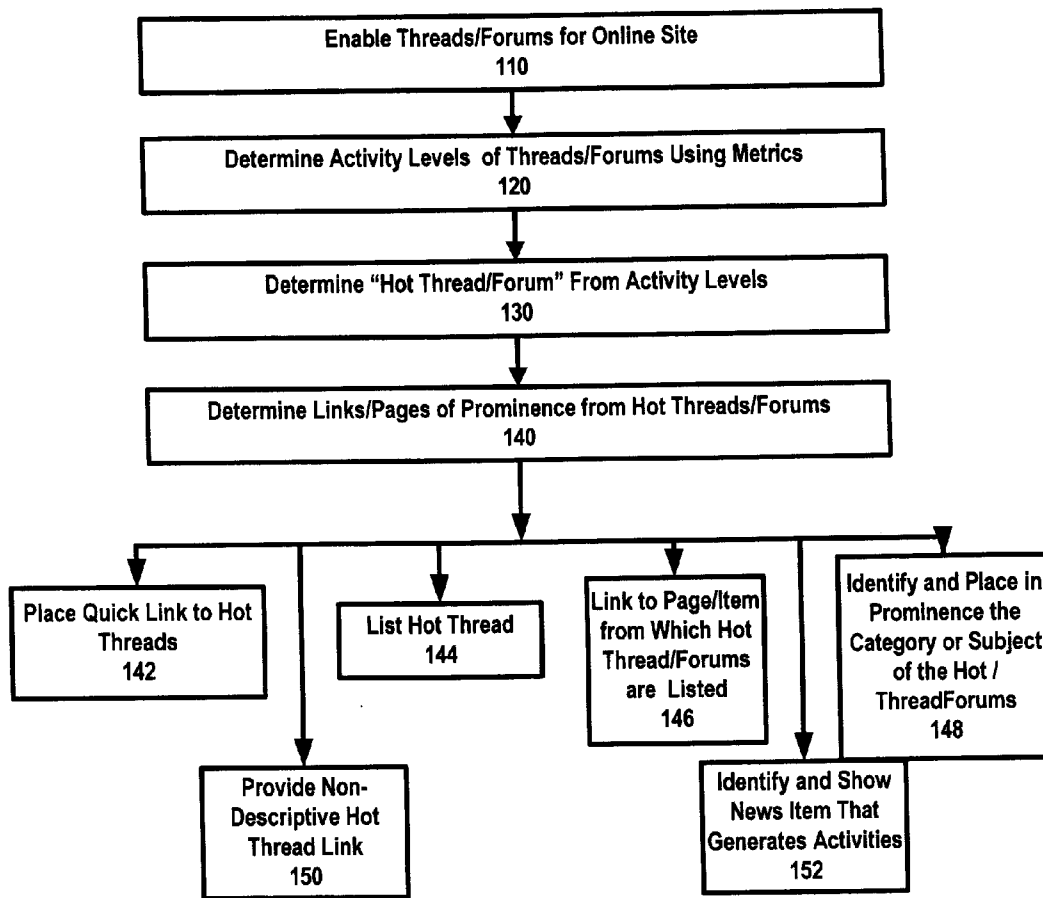 Enable Threads/Forums for Online Site
110
Determine Activity Levels of Threads/Forums Using Metrics
120
Determine “Hot Thread/Forum” From Activity Levels
130
Determine Links/Pages of Prominence from Hot Threads/Forums
140
Place Quick Link to Hot
Threads
142
List Hot Thread
144
Link to Page/Item
from Which Hot
Thread/Forums
are Listed
146
Identify and Place in
Prominence the
Category or Subject
of the Hot /
ThreadForums
148
Provide Non-
Descriptive Hot
Thread Link
150
Identify and Show
News Item That
Generates Activities
152